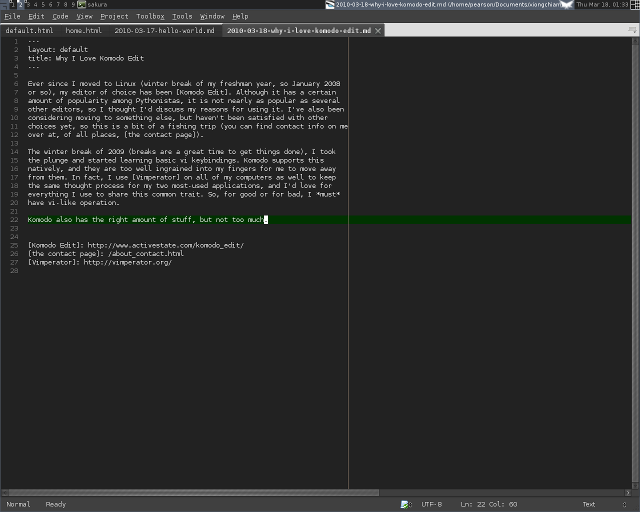 1 2 3 4 5 6 7 8 9 sakura 2010-03-18-why-i-love-komodo-edit.md (/home/pearson/Documents/xiongchiam Thu Mar 18, 01:33
File Edit Code View Project Toolbox Tools Window Help
default.html home.html 2010-03-17-hello-world.md 2010-03-18-why-i-love-komodo-edit.md
1 ---
2 layout: default
3 title: Why I Love Komodo Edit
4 ---
5
6 Ever since I moved to Linux (winter break of my freshman year, so January 2008
7 or so), my editor of choice has been [Komodo Edit]. Although it has a certain
8 amount of popularity among Pythonistas, it is not nearly as popular as several
9 other editors, so I thought I'd discuss my reasons for using it. I've also been
10 considering moving to something else, but haven't been satisfied with other
11 choices yet, so this is a bit of a fishing trip (you can find contact info on me
12 over at, of all places, [the contact page]).
13
14 The winter break of 2009 (breaks are a great time to get things done), I took
15 the plunge and started learning basic vi keybindings. Komodo supports this
16 natively, and they are too well ingrained into my fingers for me to move away
17 from them. In fact, I use [Vimperator] on all of my computers as well to keep
18 the same thought process for my two most-used applications, and I'd love for
19 everything I use to share this common trait. So, for good or for bad, I *must*
20 have vi-like operation.
21
22 Komodo also has the right amount of stuff, but not too much.
23
24
25 [Komodo Edit]: http://www.activestate.com/komodo_edit/
26 [the contact page]: /about_contact.html
27 [Vimperator]: http://vimperator.org/
28
Normal Ready UTF-8 Ln: 22 Col: 60 Text